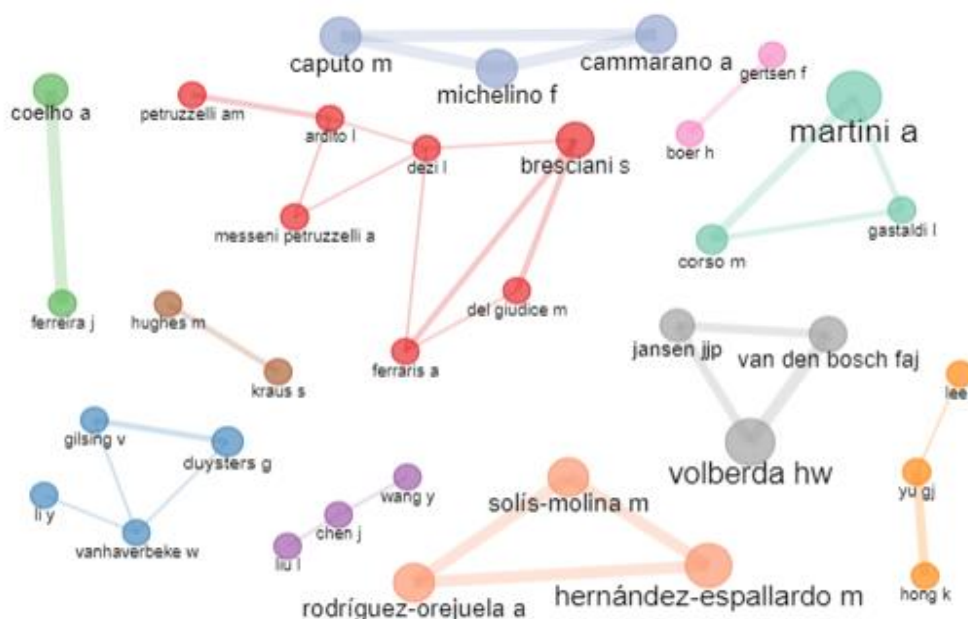 caputo m
cammarano a
michelino f
gertsen f
coelho a
petruzzelli am
ardito l
dezi l
bresciani s
boer h
martini a
messeni petruzzelli a
gastaldi l
corso m
ferreira j
hughes m
del giudice m
ferraris a
jansen jjp
van den bosch faj
kraus s
lee
gilsing v
duysters g
volberda hw
yu gj
wang y
solís-molina m
li y
chen j
vanhaverbeke w
liu l
rodríguez-orejuela a
hernández-espallardo m
hong k